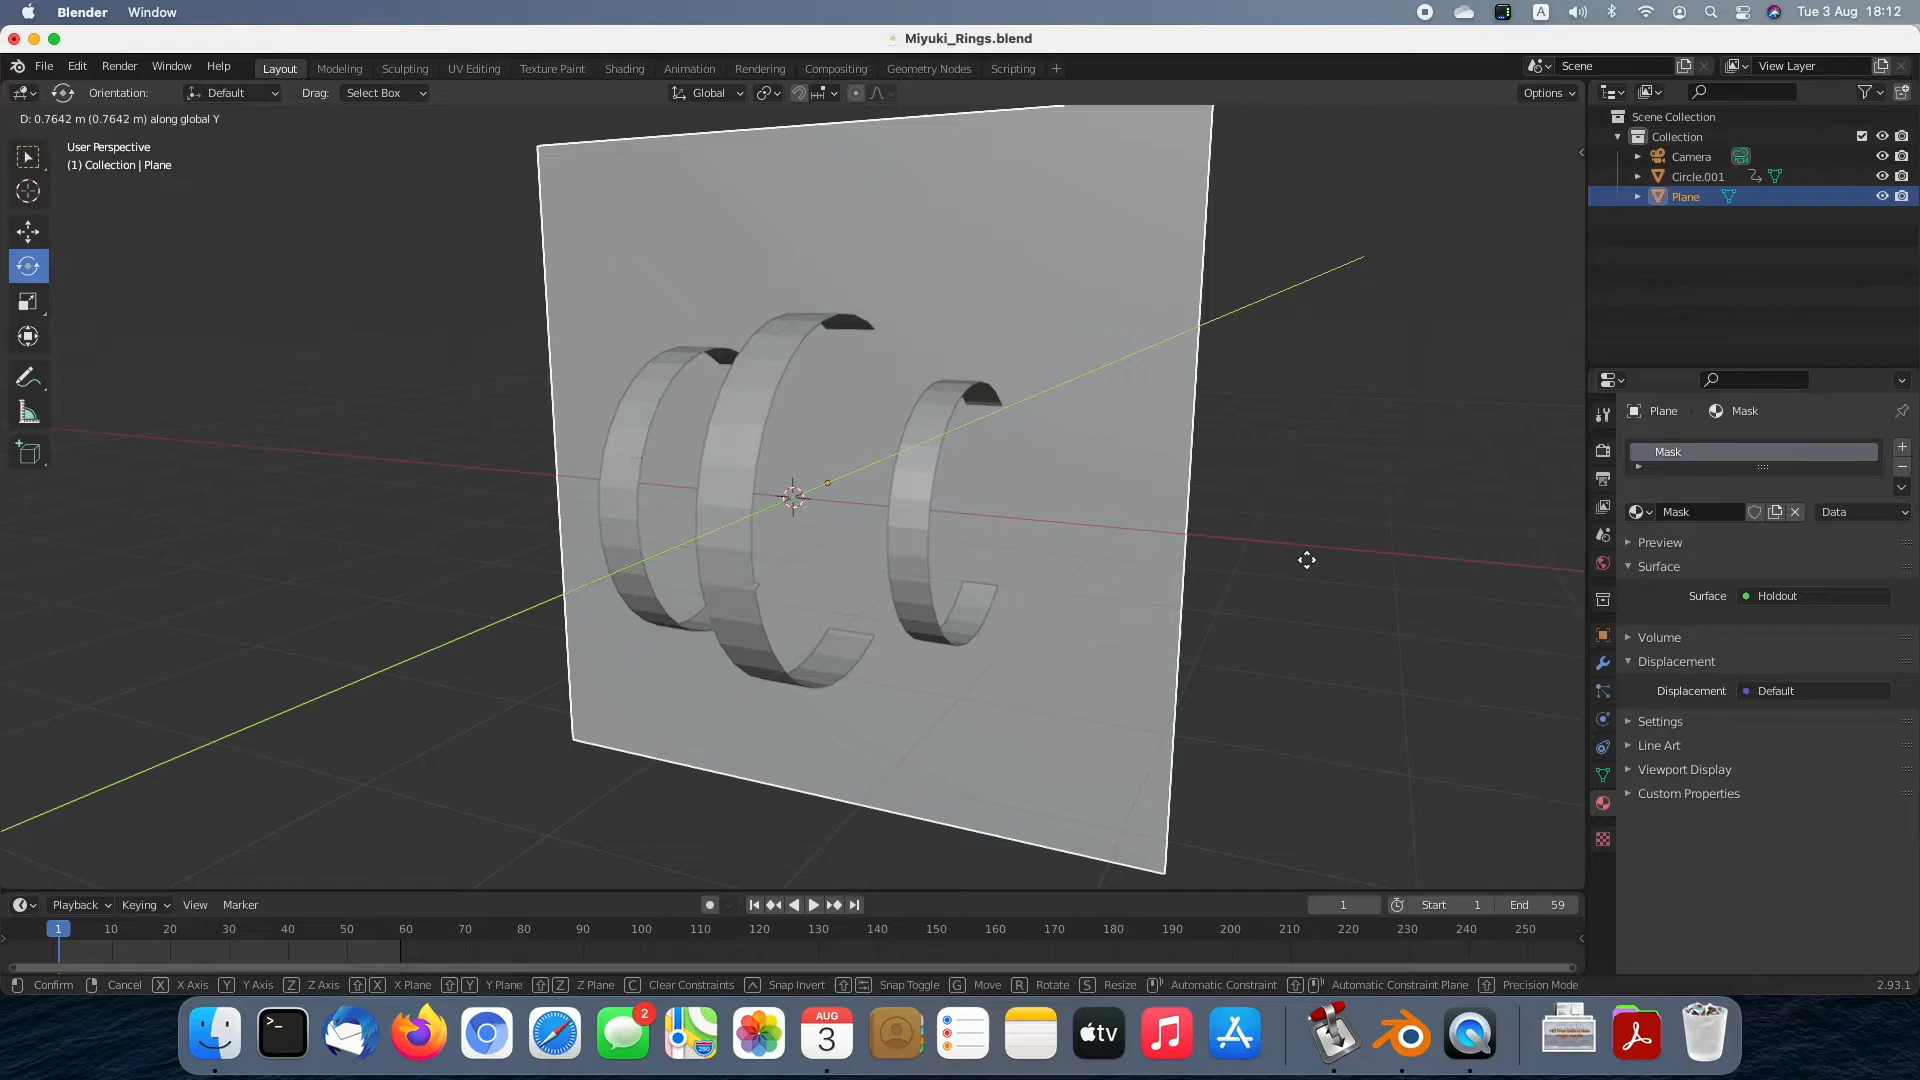 Blender Window
A
Tue 3 Aug 18:12
Miyuki_Rings.blend
File Edit Render Window Help
Layout Modeling Sculpting UV Editing Texture Paint Shading Animation Rendering Compositing Geometry Nodes Scripting +
Scene
View Layer
Orientation: Default Drag: Select Box
Global
Options
D: 0.7642 m (0.7642 m) along global Y
User Perspective
(1) Collection | Plane
Scene Collection
Collection
Camera
Circle.001
Plane
Plane Mask
Mask
Mask Data
Preview
Surface
Surface Holdout
Volume
Displacement
Displacement Default
Settings
Line Art
Viewport Display
Custom Properties
Playback Keying View Marker
1 Start 1 End 59
1 10 20 30 40 50 60 70 80 90 100 110 120 130 140 150 160 170 180 190 200 210 220 230 240 250
Confirm Cancel X X Axis Y Y Axis Z Z Axis X X Plane Y Y Plane Z Z Plane C Clear Constraints Snap Invert Snap Toggle G Move R Rotate S Resize Automatic Constraint Automatic Constraint Plane Precision Mode
2.93.1
2
AUG
3
280
tv